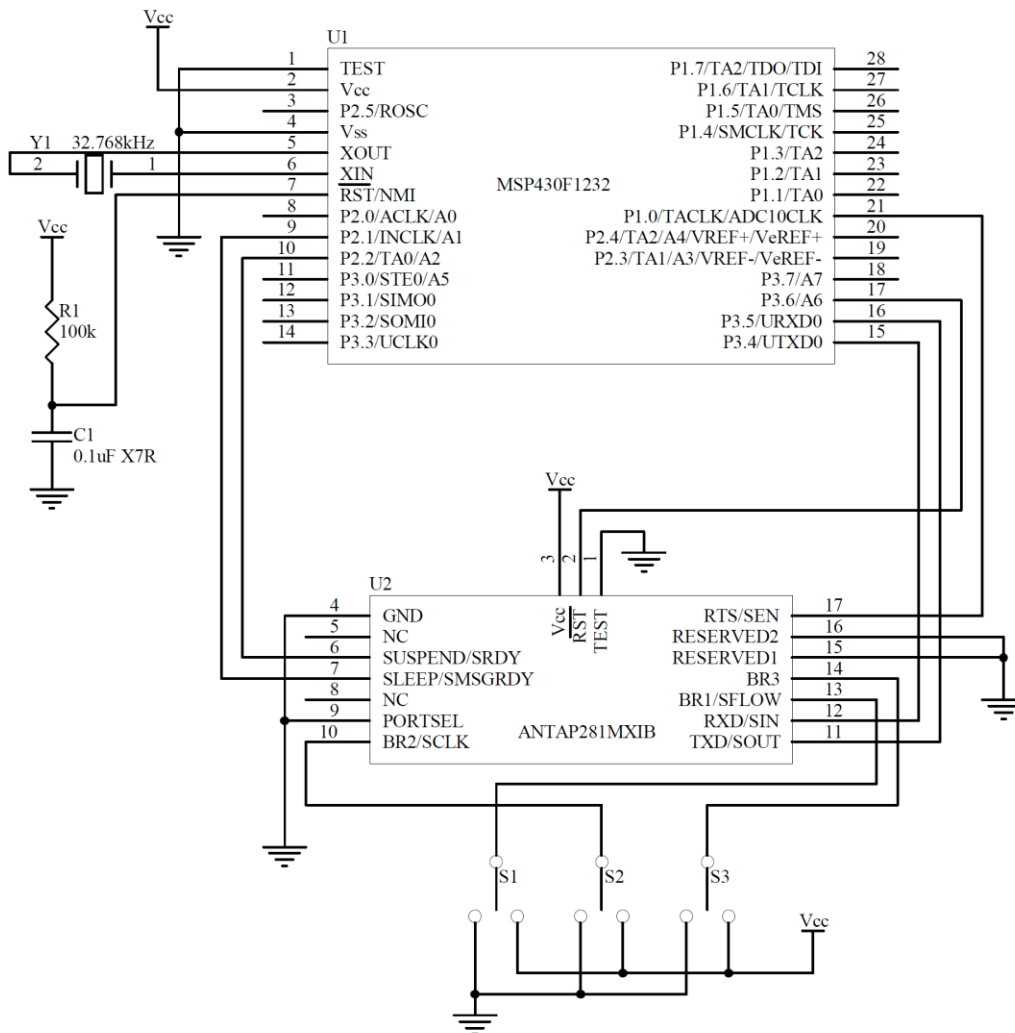 Vcc
U1
1 TEST P1.7/TA2/TDO/TDI 28
2 Vcc P1.6/TA1/TCLK 27
3 P2.5/ROSC P1.5/TA0/TMS 26
4 Vss P1.4/SMCLK/TCK 25
Y1 32.768kHz
5 XOUT P1.3/TA2 24
2 1 6 XIN P1.2/TA1 23
MSP430F1232
7 RST/NMI P1.1/TA0 22
8 P2.0/ACLK/A0 P1.0/TACLK/ADC10CLK 21
Vcc
9 P2.1/INCLK/A1 P2.4/TA2/A4/VREF+/VeREF+ 20
10 P2.2/TA0/A2 P2.3/TA1/A3/VREF-/VeREF- 19
11 P3.0/STE0/A5 P3.7/A7 18
12 P3.1/SIMO0 P3.6/A6 17
R1
13 P3.2/SOMI0 P3.5/URXD0 16
100k
14 P3.3/UCLK0 P3.4/UTXD0 15
C1
0.1uF X7R
Vcc
3 2 1
U2
Vcc RST TEST
4 GND RTS/SEN 17
5 NC RESERVED2 16
6 SUSPEND/SRDY RESERVED1 15
7 SLEEP/SMSGRDY BR3 14
8 NC BR1/SFLOW 13
9 PORTSEL RXD/SIN 12
ANTAP281MXIB
10 BR2/SCLK TXD/SOUT 11
S1 S2 S3
Vcc